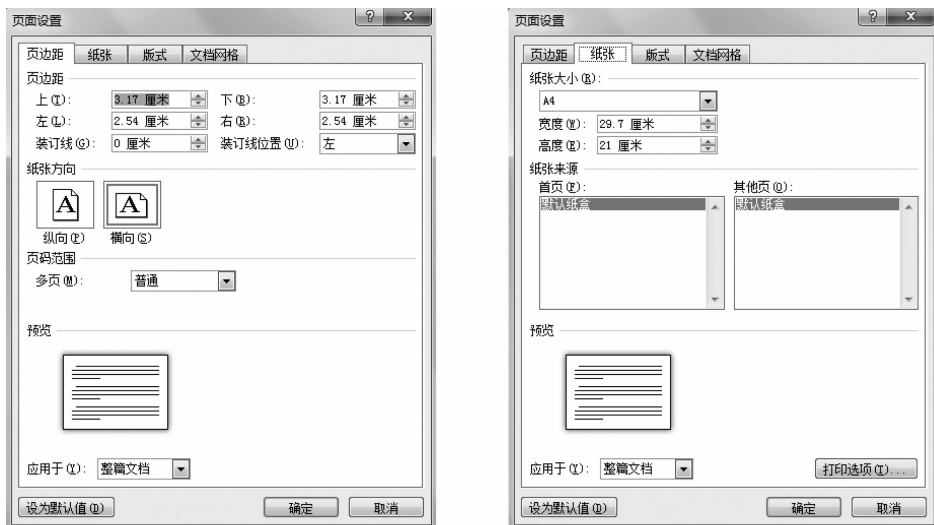 页面设置
页边距 纸张 版式 文档网格
页边距
上(T): 3.17 厘米 下(B): 3.17 厘米
左(L): 2.54 厘米 右(R): 2.54 厘米
装订线(G): 0 厘米 装订线位置(U): 左
纸张方向
A A
纵向(P) 横向(S)
页码范围
多页(M): 普通
预览
应用于(Y): 整篇文档
设为默认值(D) 确定 取消
页面设置
页边距 纸张 版式 文档网格
纸张大小(R):
A4
宽度(W): 29.7 厘米
高度(E): 21 厘米
纸张来源
首页(F): 其他页(O):
默认纸盒 默认纸盒
预览
应用于(Y): 整篇文档 打印选项(T)...
设为默认值(D) 确定 取消